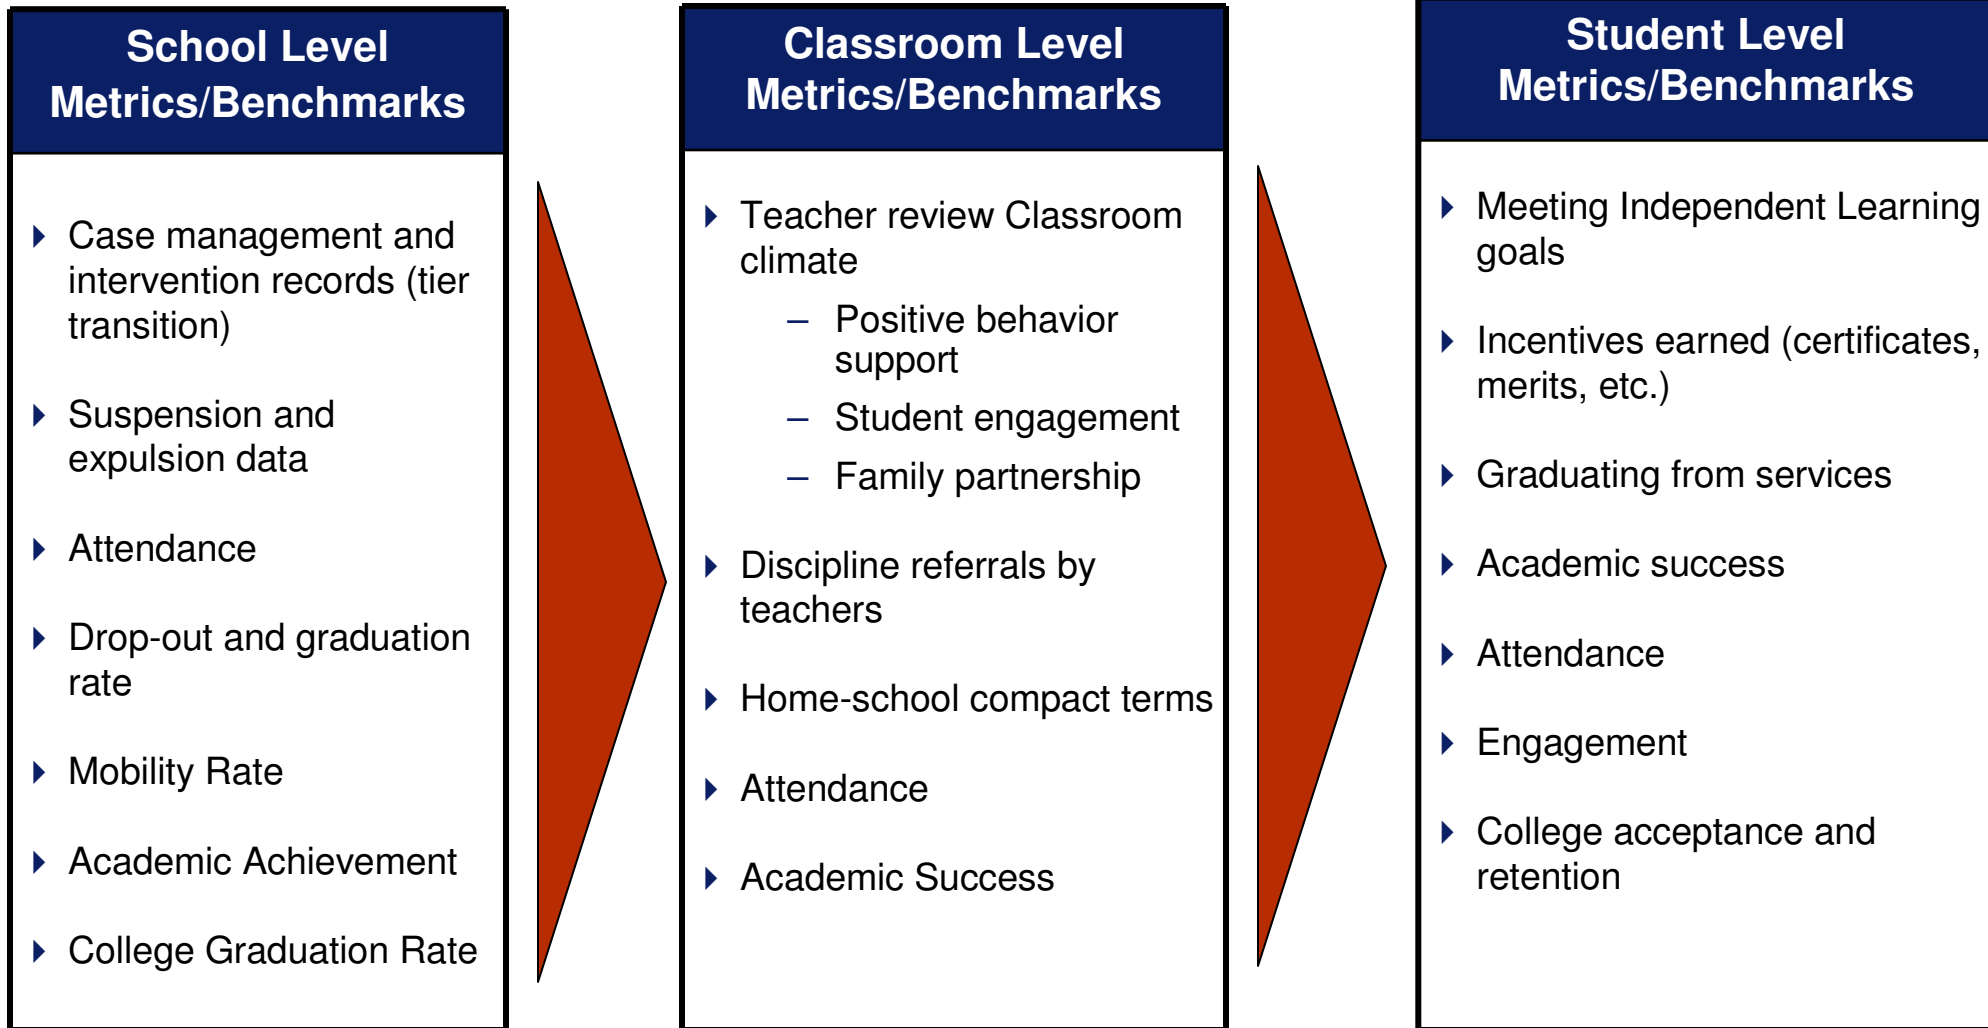 School Level
Metrics/Benchmarks
Case management and
intervention records (tier
transition)
Suspension and
expulsion data
Attendance
Drop-out and graduation
rate
Mobility Rate
Academic Achievement
College Graduation Rate
Classroom Level
Metrics/Benchmarks
Teacher review Classroom
climate
– Positive behavior
support
– Student engagement
– Family partnership
Discipline referrals by
teachers
Home-school compact terms
Attendance
Academic Success
Student Level
Metrics/Benchmarks
Meeting Independent Learning
goals
Incentives earned (certificates,
merits, etc.)
Graduating from services
Academic success
Attendance
Engagement
College acceptance and
retention